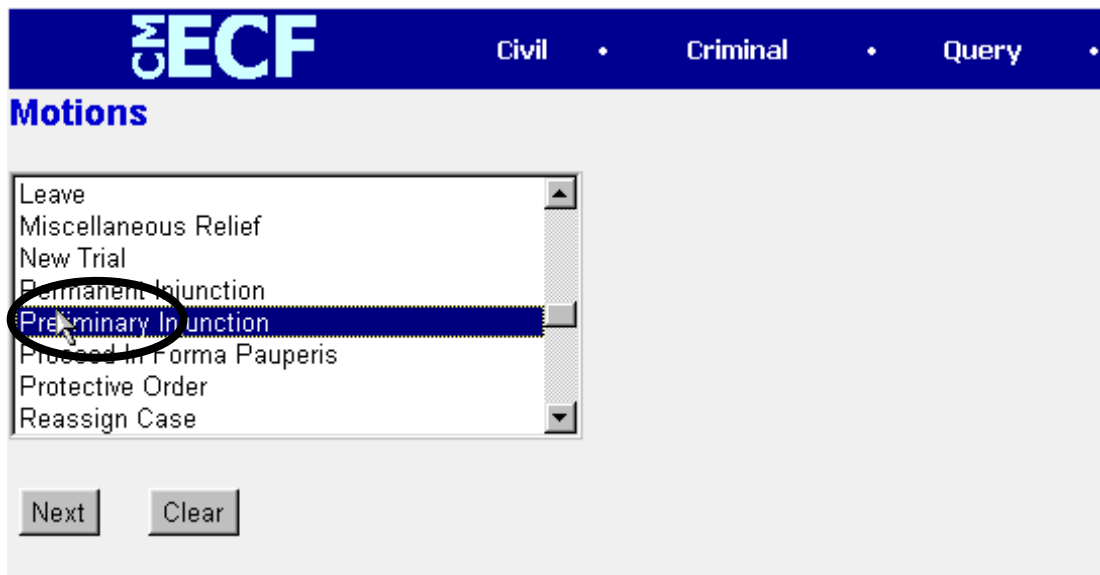 CM ECF Civil • Criminal • Query •
Motions
Leave
Miscellaneous Relief
New Trial
Permanent Injunction
Preliminary Injunction
Proceed In Forma Pauperis
Protective Order
Reassign Case
Next Clear